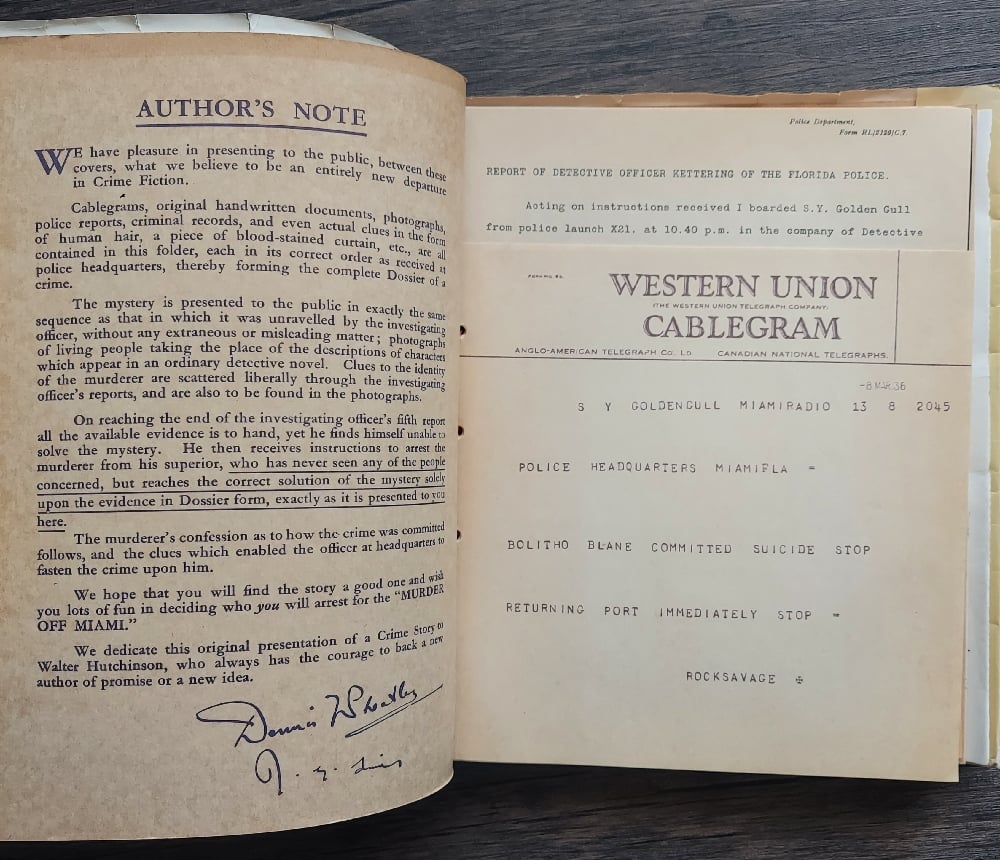 AUTHOR'S NOTE
WE have pleasure in presenting to the public, between these
covers, what we believe to be an entirely new departure
in Crime Fiction.
Cablegrams, original handwritten documents, photographs,
police reports, criminal records, and even actual clues in the form
of human hair, a piece of blood-stained curtain, etc., are all
contained in this folder, each in its correct order as received at
police headquarters, thereby forming the complete Dossier of a
crime.
The mystery is presented to the public in exactly the same
sequence as that in which it was unravelled by the investigating
officer, without any extraneous or misleading matter; photographs
of living people taking the place of the descriptions of characters
which appear in an ordinary detective novel. Clues to the identity
of the murderer are scattered liberally through the investigating
officer's reports, and are also to be found in the photographs.
On reaching the end of the investigating officer's fifth report
all the available evidence is to hand, yet he finds himself unable to
solve the mystery. He then receives instructions to arrest the
murderer from his superior, who has never seen any of the people
concerned, but reaches the correct solution of the mystery solely
upon the evidence in Dossier form, exactly as it is presented to you
here.
The murderer's confession as to how the crime was committed
follows, and the clues which enabled the officer at headquarters to
fasten the crime upon him.
We hope that you will find the story a good one and wish
you lots of fun in deciding who you will arrest for the "MURDER
OFF MIAMI."
We dedicate this original presentation of a Crime Story to
Walter Hutchinson, who always has the courage to back a new
author of promise or a new idea.
Dennis Wheatley
Police Department,
Form RL/5120/C.7.
REPORT OF DETECTIVE OFFICER KETTERING OF THE FLORIDA POLICE.
Acting on instructions received I boarded S.Y. Golden Gull
from police launch X21. at 10.40 p.m. in the company of Detective
WESTERN UNION
(THE WESTERN UNION TELEGRAPH COMPANY)
CABLEGRAM
ANGLO-AMERICAN TELEGRAPH Co. Ld CANADIAN NATIONAL TELEGRAPHS.
-8 MAR 36
S Y GOLDENGULL MIAMIRADIO 13 8 2045
POLICE HEADQUARTERS MIAMIFLA =
BOLITHO BLANE COMMITTED SUICIDE STOP
RETURNING PORT IMMEDIATELY STOP =
ROCKSAVAGE